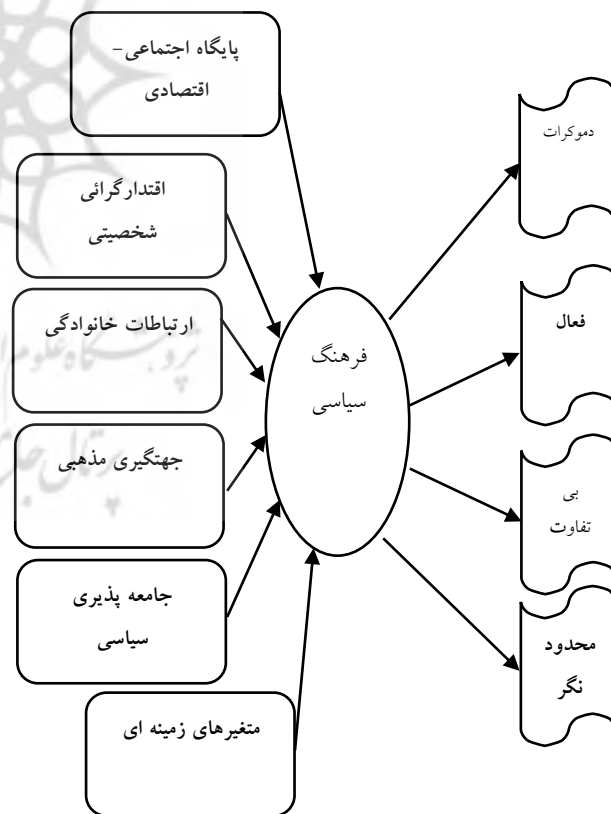 پایگاه اجتماعی-
اقتصادی
اقتدارگرائی
شخصیتی
ارتباطات خانوادگی
جهتگیری مذهبی
جامعه پذیری
سیاسی
متغیرهای زمینه ای
فرهنگ
سیاسی
دموکرات
فعال
بی
تفاوت
محدود
نگر